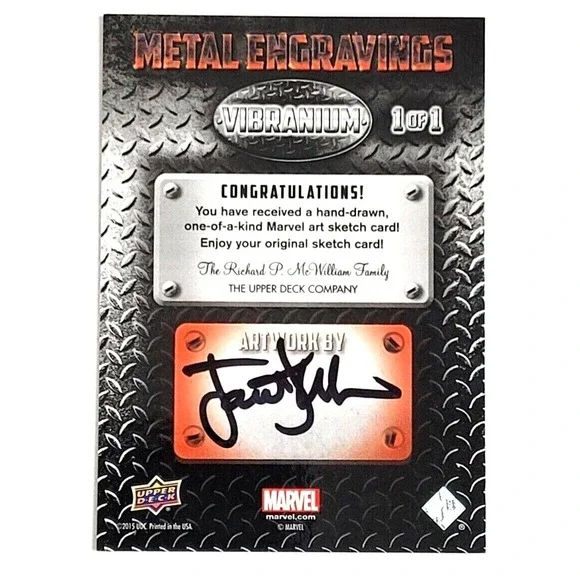 METAL ENGRAVINGS
VIBRANIUM
1 OF 1
CONGRATULATIONS!
You have received a hand-drawn,
one-of-a-kind Marvel art sketch card!
Enjoy your original sketch card!
The Richard P. McWilliam Family
THE UPPER DECK COMPANY
ARTWORK BY
UPPER
DECK
MARVEL
marvel.com
©2015 UDC. Printed in the USA.
© MARVEL